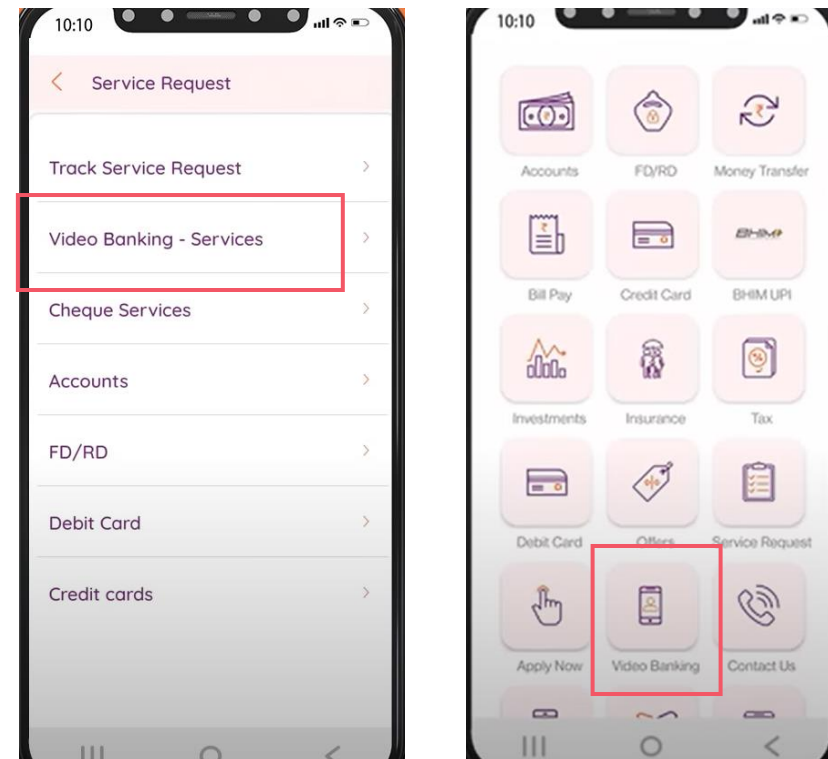 10:10
Service Request
Track Service Request
Video Banking - Services
Cheque Services
Accounts
FD/RD
Debit Card
Credit cards
10:10
Accounts FD/RD Money Transfer
BHIM
Bill Pay Credit Card BHIM UPI
Investments Insurance Tax
Debit Card Offers Service Request
Apply Now Video Banking Contact Us